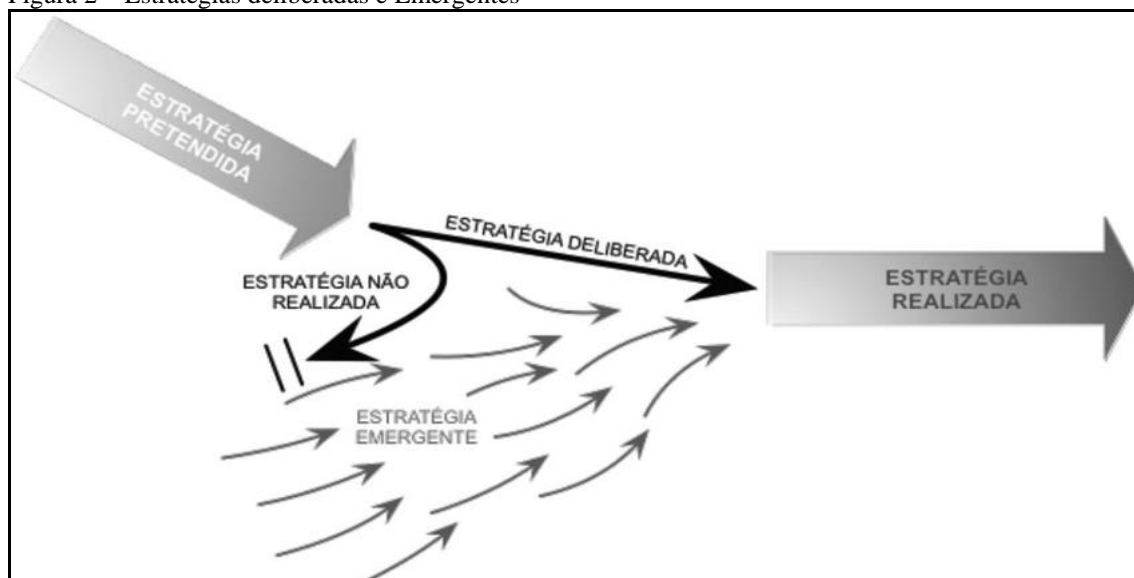 Figura 2 – Estratégias deliberadas e Emergentes
ESTRATÉGIA
PRETENDIDA
ESTRATÉGIA DELIBERADA
ESTRATÉGIA NÃO
REALIZADA
ESTRATÉGIA
REALIZADA
ESTRATÉGIA
EMERGENTE